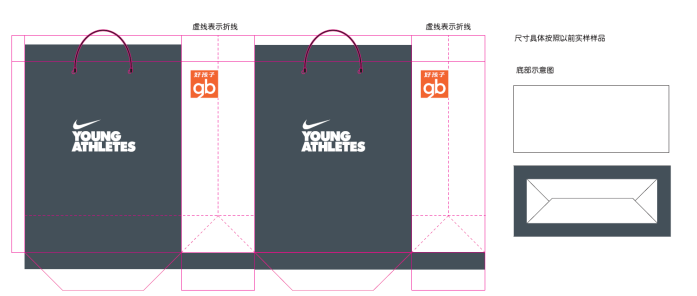 虚线表示折线
虚线表示折线
尺寸具体按照以前实样样品
底部示意图
好孩子
gb
好孩子
gb
YOUNG
ATHLETES
YOUNG
ATHLETES